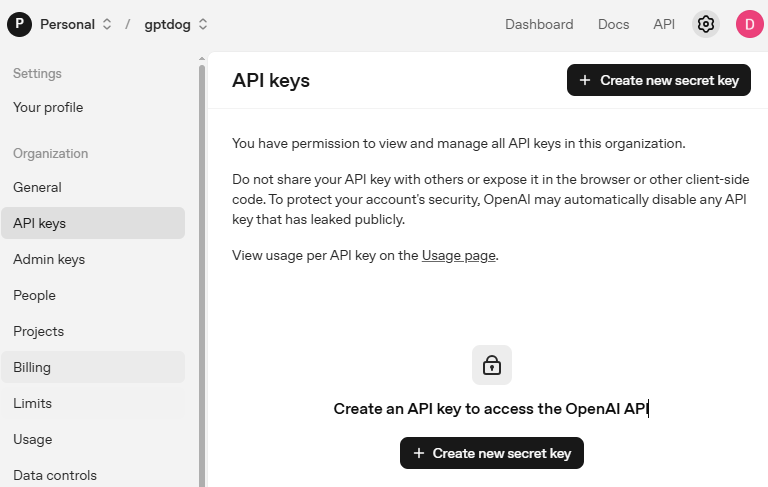 P Personal / gptdog Dashboard Docs API D
Settings
Your profile
Organization
General
API keys
Admin keys
People
Projects
Billing
Limits
Usage
Data controls
API keys
+ Create new secret key
You have permission to view and manage all API keys in this organization.
Do not share your API key with others or expose it in the browser or other client-side
code. To protect your account's security, OpenAI may automatically disable any API
key that has leaked publicly.
View usage per API key on the Usage page.
Create an API key to access the OpenAI API
+ Create new secret key